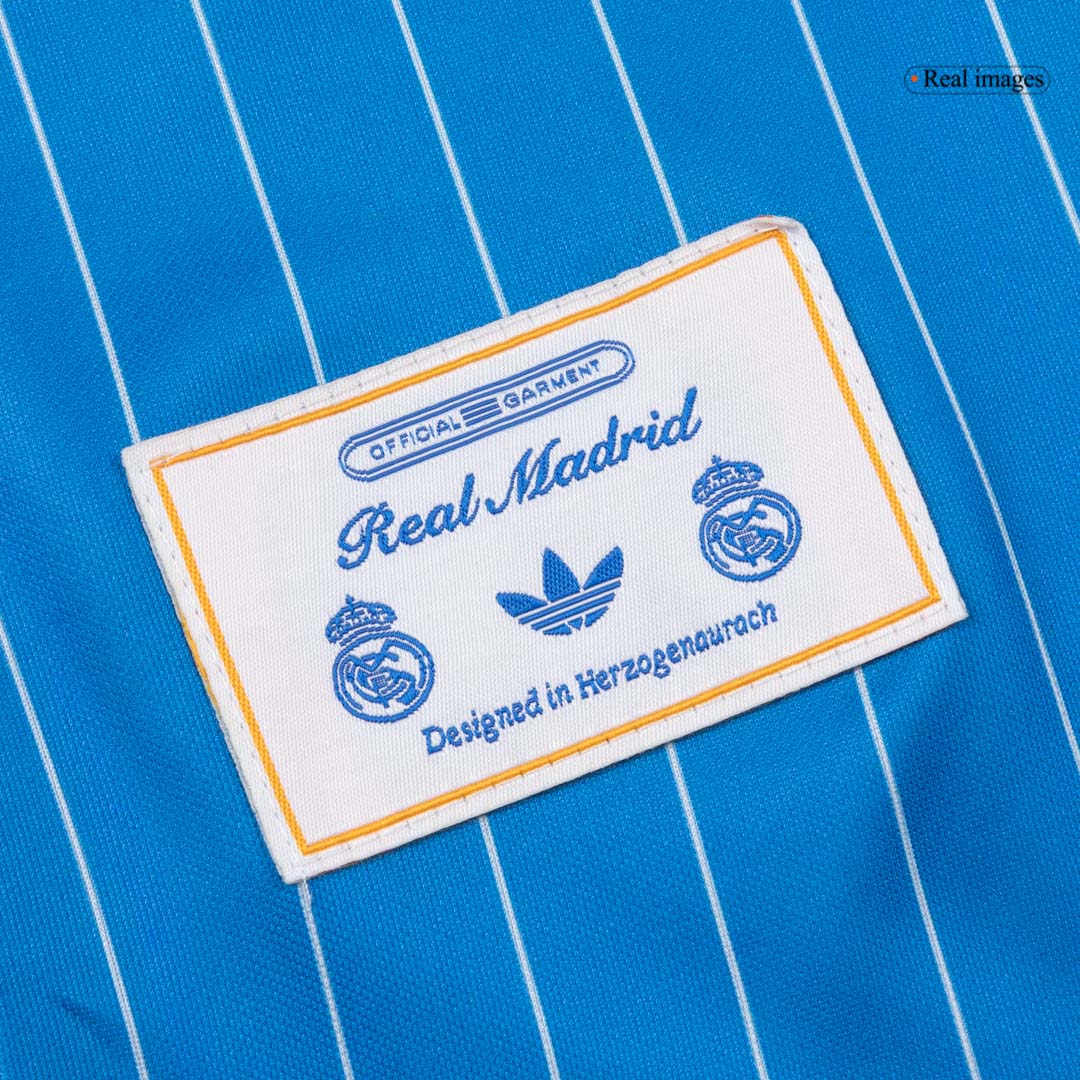 Real images
OFFICIAL GARMENT
Real Madrid
Designed in Herzogenaurach